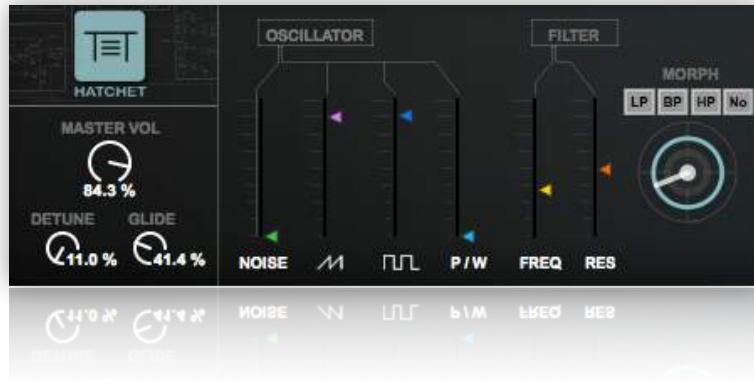 HATCHET
MASTER VOL
84.3 %
DETUNE GLIDE
11.0 % 41.4 %
OSCILLATOR
NOISE P / W
FILTER
FREQ RES
MORPH
LP BP HP No